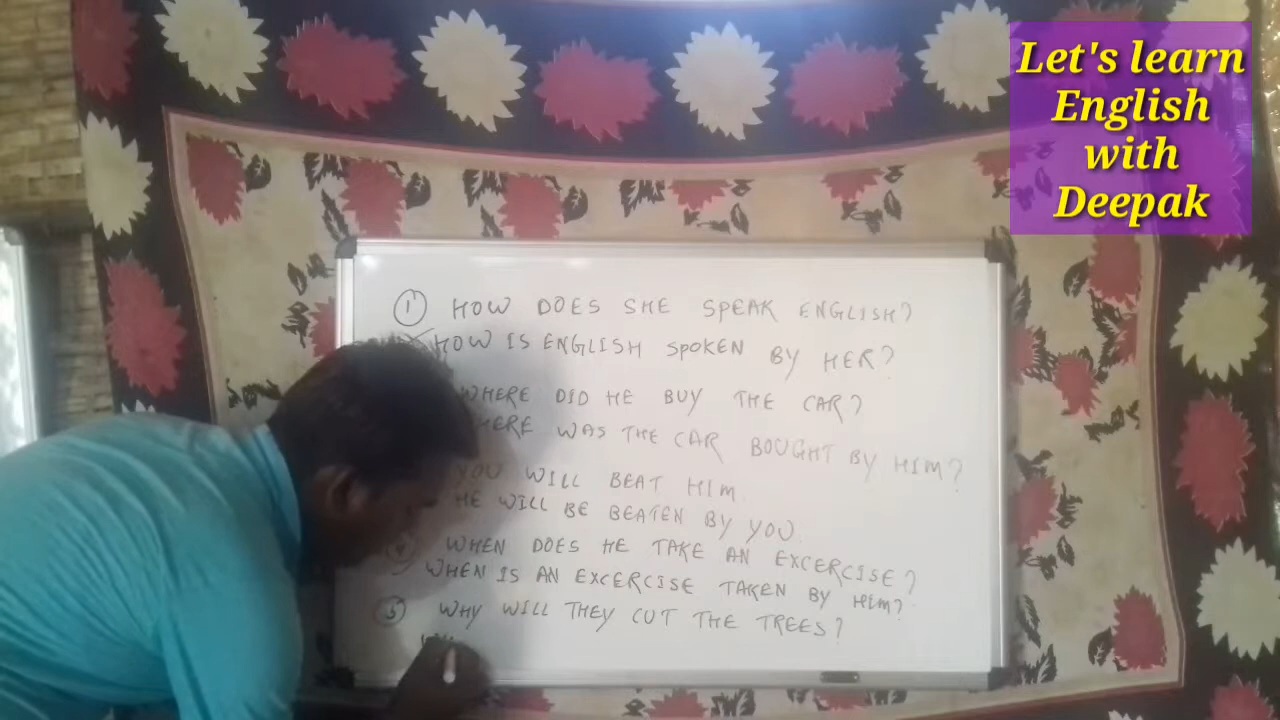 Let's learn
English
with
Deepak
1 HOW DOES SHE SPEAK ENGLISH?
HOW IS ENGLISH SPOKEN BY HER?
WHERE DID HE BUY THE CAR?
WAS THE CAR BOUGHT BY HIM?
YOU WILL BEAT HIM.
HE WILL BE BEATEN BY YOU.
4 WHEN DOES HE TAKE AN EXCERCISE?
WHEN IS AN EXCERCISE TAKEN BY HIM?
5 WHY WILL THEY CUT THE TREES?